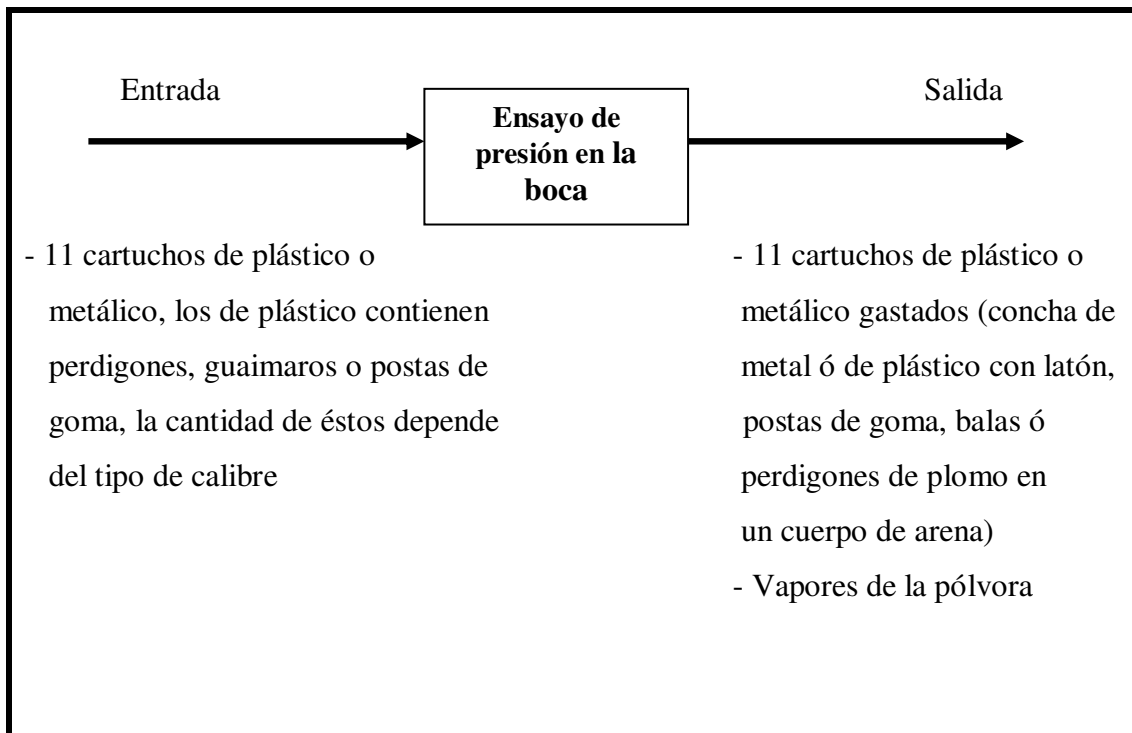 Entrada
Ensayo de
presión en la
boca
Salida
- 11 cartuchos de plástico o
metálico, los de plástico contienen
perdigones, guaimaros o postas de
goma, la cantidad de éstos depende
del tipo de calibre
- 11 cartuchos de plástico o
metálico gastados (concha de
metal ó de plástico con latón,
postas de goma, balas ó
perdigones de plomo en
un cuerpo de arena)
- Vapores de la pólvora